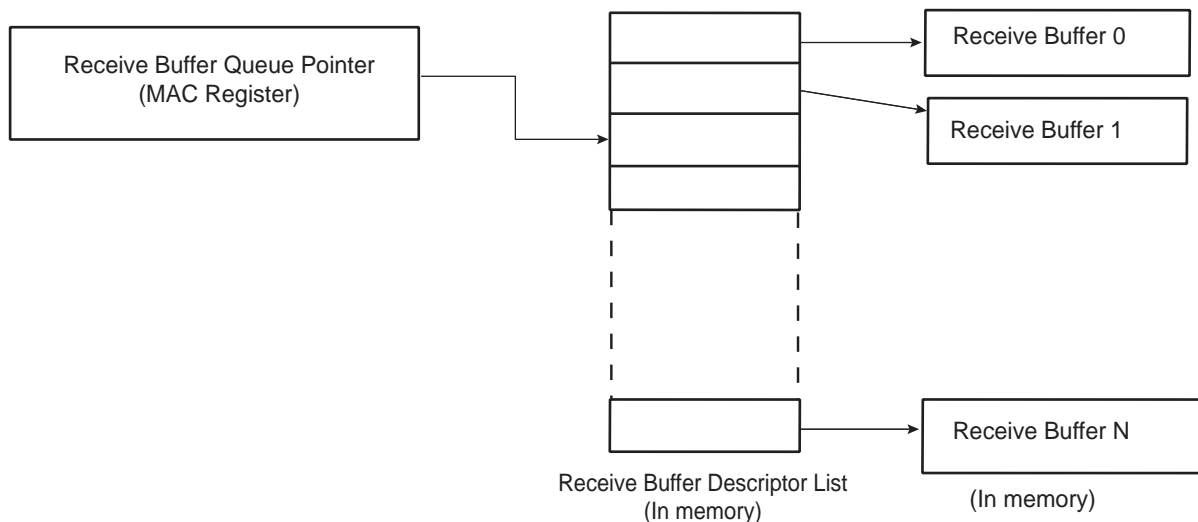 Receive Buffer Queue Pointer
(MAC Register)
Receive Buffer 0
Receive Buffer 1
Receive Buffer N
Receive Buffer Descriptor List
(In memory)
(In memory)